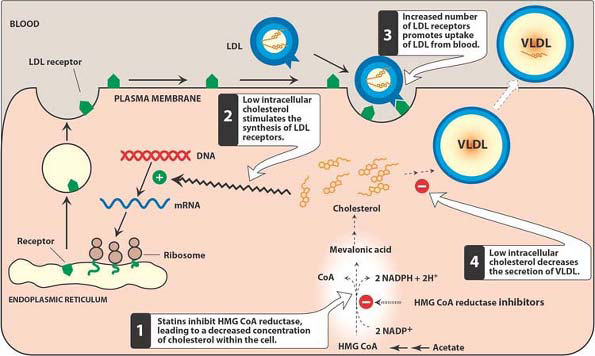 BLOOD
LDL receptor
LDL
3
Increased number
of LDL receptors
promotes uptake
of LDL from blood.
VLDL
PLASMA MEMBRANE
2
Low intracellular
cholesterol
stimulates the
synthesis of LDL
receptors.
DNA
+
mRNA
VLDL
−
Cholesterol
Receptor
Ribosome
ENDOPLASMIC RETICULUM
Mevalonic acid
CoA
2 NADPH + 2H⁺
−
HMG CoA reductase inhibitors
2 NADP⁺
HMG CoA
Acetate
4
Low intracellular
cholesterol decreases
the secretion of VLDL.
1
Statins inhibit HMG CoA reductase,
leading to a decreased concentration
of cholesterol within the cell.